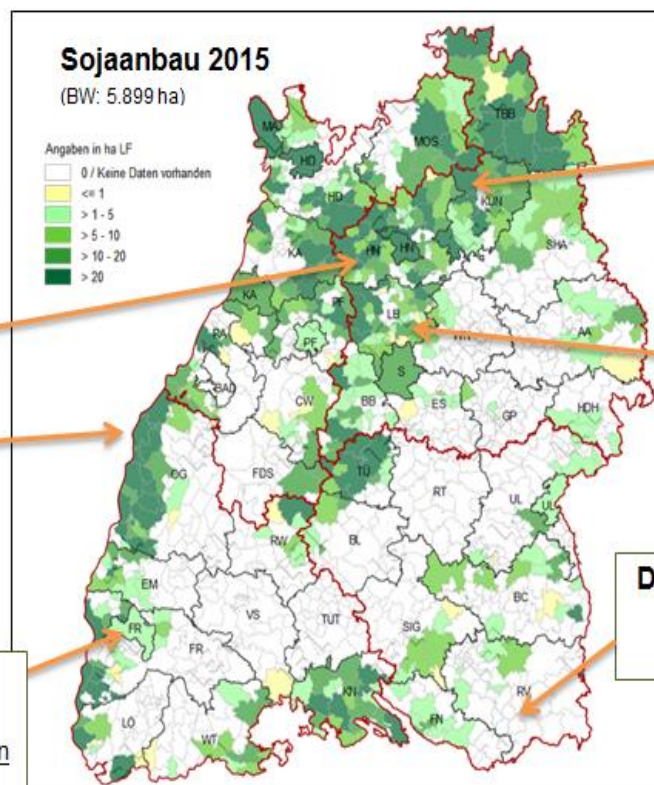 Sojaanbau 2015
(BW: 5.899 ha)
Angaben in ha LF
0 / Keine Daten vorhanden
<= 1
> 1 - 5
> 5 - 10
> 10 - 20
> 20
MA
HD
MOS
TBB
HD
KÜN
KA
HN
HN
SHA
KA
PF
LB
RA
PF
WN
AA
BAD
S
CW
BB
ES
GP
HDH
OG
FDS
TÜ
RT
UL
UL
RW
BL
EM
BC
VS
TUT
FR
FR
SIG
D
KN
RV
LÖ
FN
WT
n